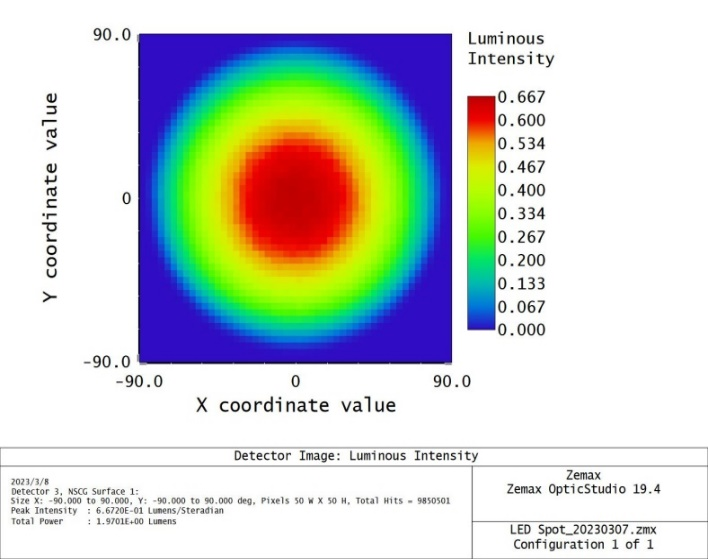 Luminous
Intensity
90.0
0
-90.0
Y coordinate value
-90.0 0 90.0
X coordinate value
0.667
0.600
0.534
0.467
0.400
0.334
0.267
0.200
0.133
0.067
0.000
Detector Image: Luminous Intensity
2023/3/8
Detector 3, NSCG Surface 1:
Size X: -90.000 to 90.000, Y: -90.000 to 90.000 deg, Pixels 50 W X 50 H, Total Hits = 9850501
Peak Intensity : 6.6720E-01 Lumens/Steradian
Total Power : 1.9701E+00 Lumens
Zemax
Zemax OpticStudio 19.4
LED Spot_20230307.zmx
Configuration 1 of 1